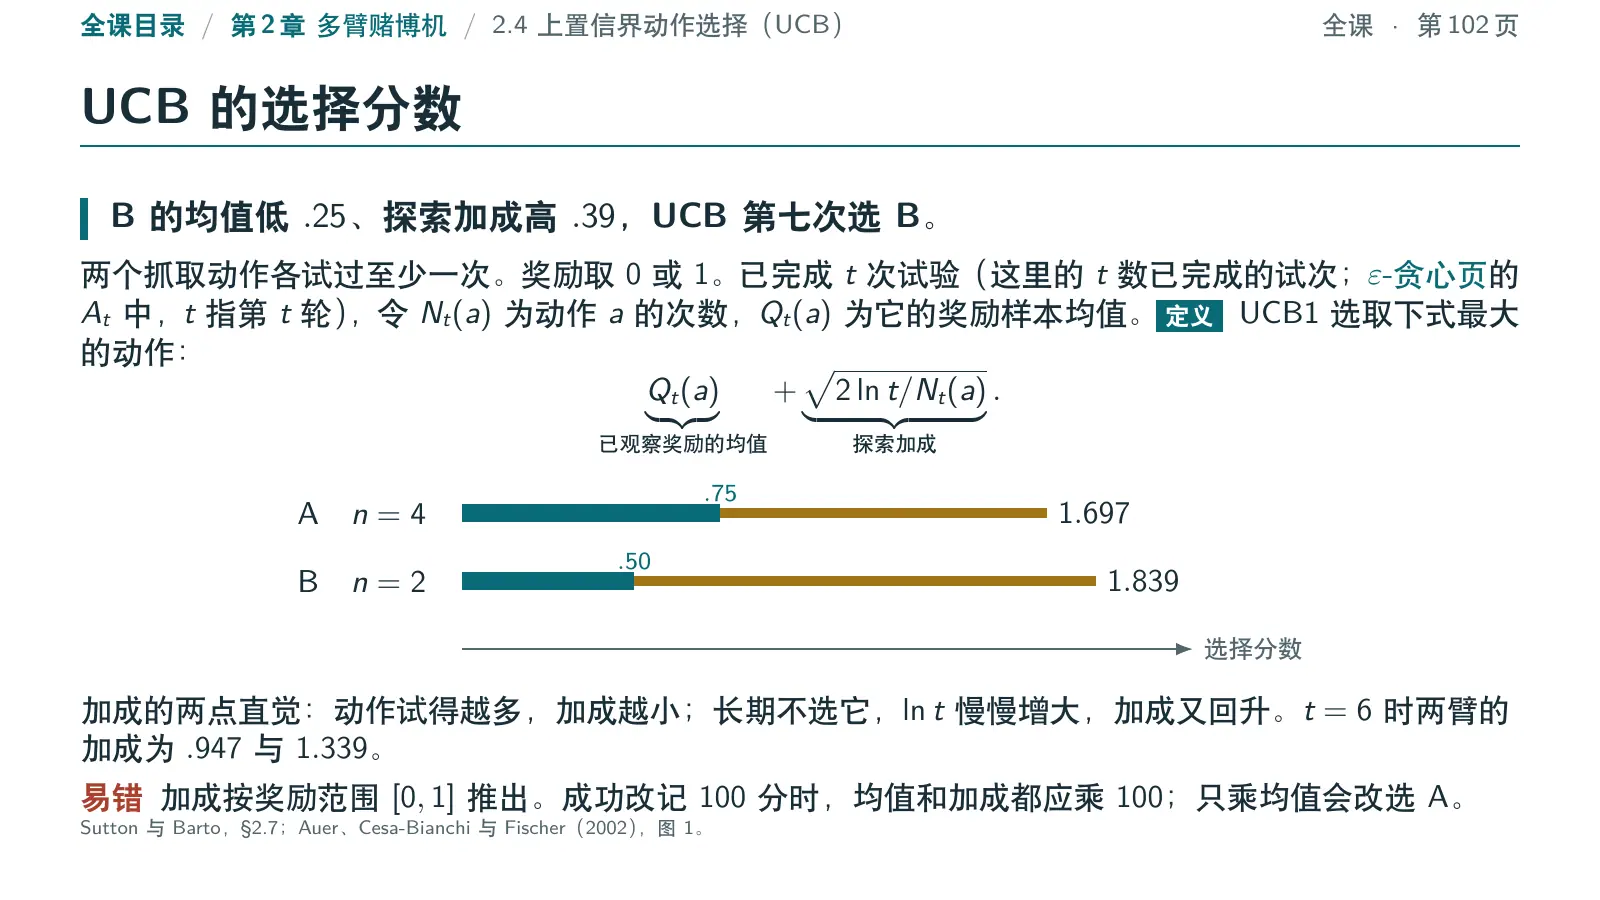 全课目录 / 第 2 章 多臂赌博机 / 2.4 上置信界动作选择（UCB） 全课 · 第 102 页
UCB 的选择分数
B 的均值低 .25、探索加成高 .39，UCB 第七次选 B。
两个抓取动作各试过至少一次。奖励取 0 或 1。已完成 t 次试验（这里的 t 数已完成的试次；ε-贪心页的
A_t 中，t 指第 t 轮），令 N_t(a) 为动作 a 的次数，Q_t(a) 为它的奖励样本均值。定义 UCB1 选取下式最大
的动作：
Q_t(a) + √(2 ln t/N_t(a)) .
已观察奖励的均值 探索加成
.75
A n = 4 1.697
.50
B n = 2 1.839
选择分数
加成的两点直觉：动作试得越多，加成越小；长期不选它，ln t 慢慢增大，加成又回升。t = 6 时两臂的
加成为 .947 与 1.339。
易错 加成按奖励范围 [0, 1] 推出。成功改记 100 分时，均值和加成都应乘 100；只乘均值会改选 A。
Sutton 与 Barto，§2.7；Auer、Cesa-Bianchi 与 Fischer（2002），图 1。